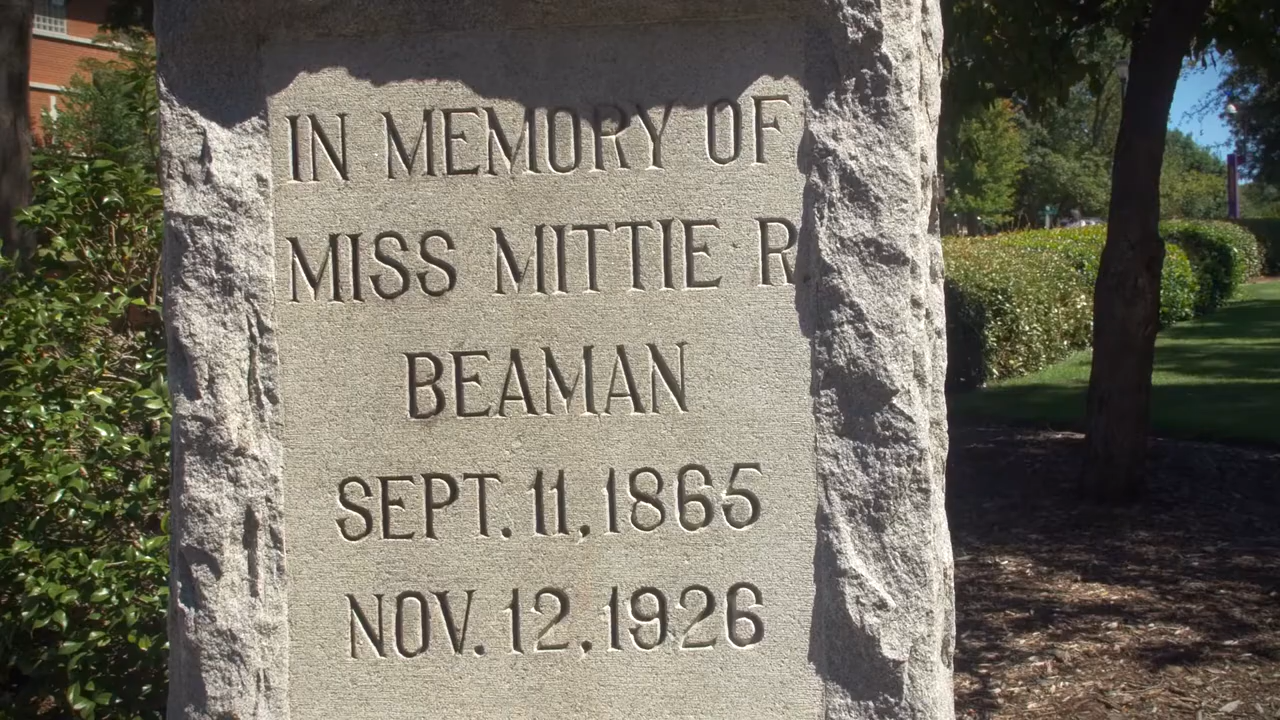 IN MEMORY OF
MISS MITTIE R
BEAMAN
SEPT. 11, 1865
NOV. 12, 1926